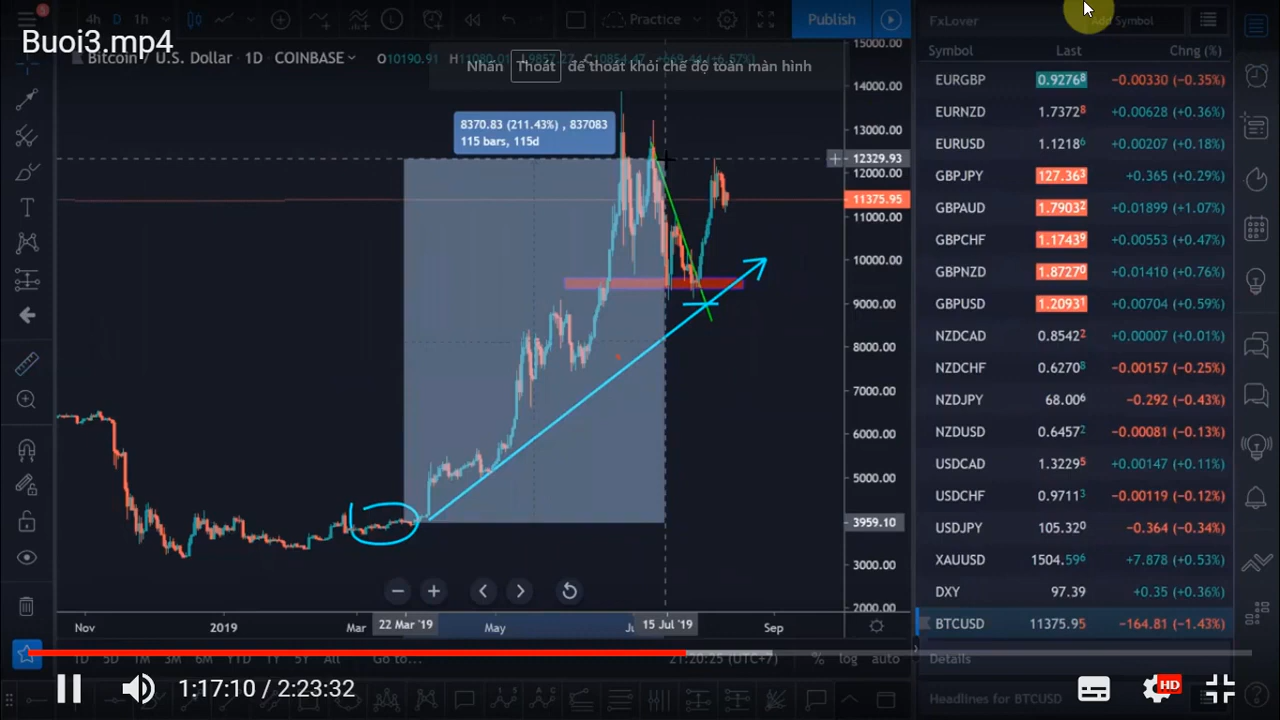 4h D 1h Practice Publish FxLover Add Symbol
Buoi3.mp4
Bitcoin / U.S. Dollar · 1D · COINBASE
Nhấn Thoát để thoát khỏi chế độ toàn màn hình
8370.83 (211.43%) , 837083
115 bars, 115d
15000.00
14000.00
13000.00
12329.93
12000.00
11375.95
11000.00
10000.00
9000.00
8000.00
7000.00
6000.00
5000.00
3959.10
3000.00
2000.00
Nov 2019 Mar 22 Mar '19 May 15 Jul '19 Sep
Symbol Last Chng (%)
EURGBP 0.92768 −0.00330 (−0.35%)
EURNZD 1.73728 +0.00628 (+0.36%)
EURUSD 1.12186 +0.00207 (+0.18%)
GBPJPY 127.363 +0.365 (+0.29%)
GBPAUD 1.79032 +0.01899 (+1.07%)
GBPCHF 1.17439 +0.00553 (+0.47%)
GBPNZD 1.87270 +0.01410 (+0.76%)
GBPUSD 1.20931 +0.00704 (+0.59%)
NZDCAD 0.85422 +0.00007 (+0.01%)
NZDCHF 0.62708 −0.00157 (−0.25%)
NZDJPY 68.006 −0.292 (−0.43%)
NZDUSD 0.64572 −0.00081 (−0.13%)
USDCAD 1.32295 +0.00147 (+0.11%)
USDCHF 0.97113 −0.00119 (−0.12%)
USDJPY 105.320 −0.364 (−0.34%)
XAUUSD 1504.596 +7.878 (+0.53%)
DXY 97.39 +0.35 (+0.36%)
BTCUSD 11375.95 −164.81 (−1.43%)
1D 5D 1M 3M 6M YTD 1Y 5Y All Go to... 21:20:25 (UTC+7) % log auto
Details
1:17:10 / 2:23:32 HD
Headlines for BTCUSD